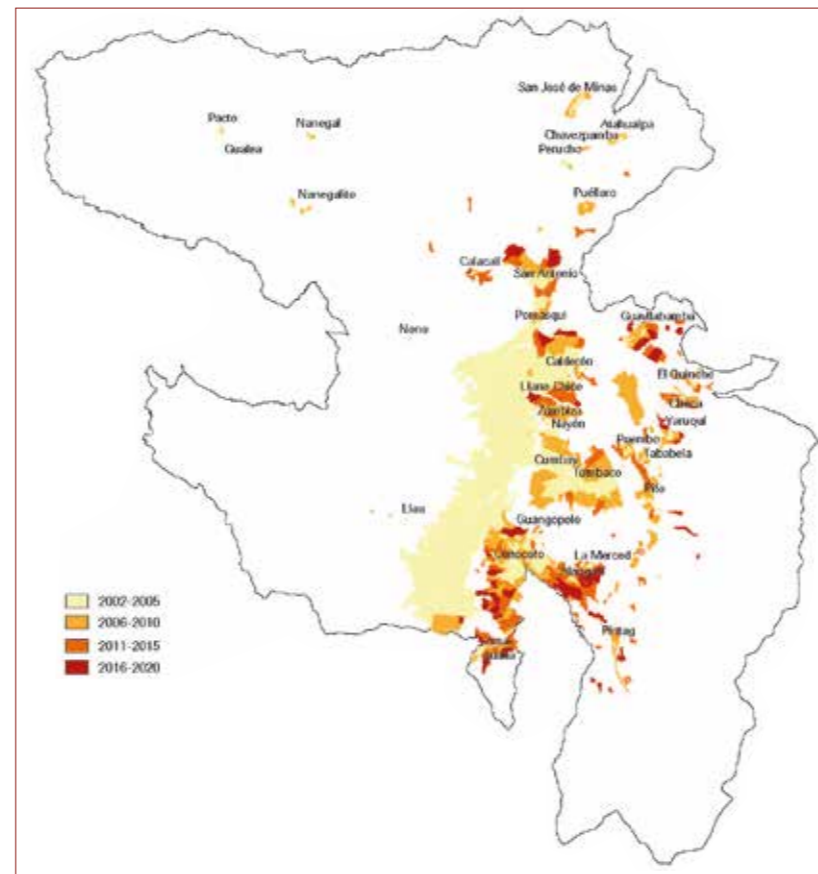 San José de Minas
Pacto
Nanegal
Atahualpa
Chavezpamba
Gualea
Perucho
Nanegalito
Puéllaro
Calacalí
San Antonio
Pomasqui
Nono
Guayllabamba
Calderón
El Quinche
Llano Chico
Checa
Zámbiza
Yaruquí
Nayón
Puembo
Tababela
Cumbayá
Tumbaco
Pifo
Lloa
Guangopolo
Conocoto
La Merced
Alangasí
2002-2005
2006-2010
Pintag
2011-2015
2016-2020